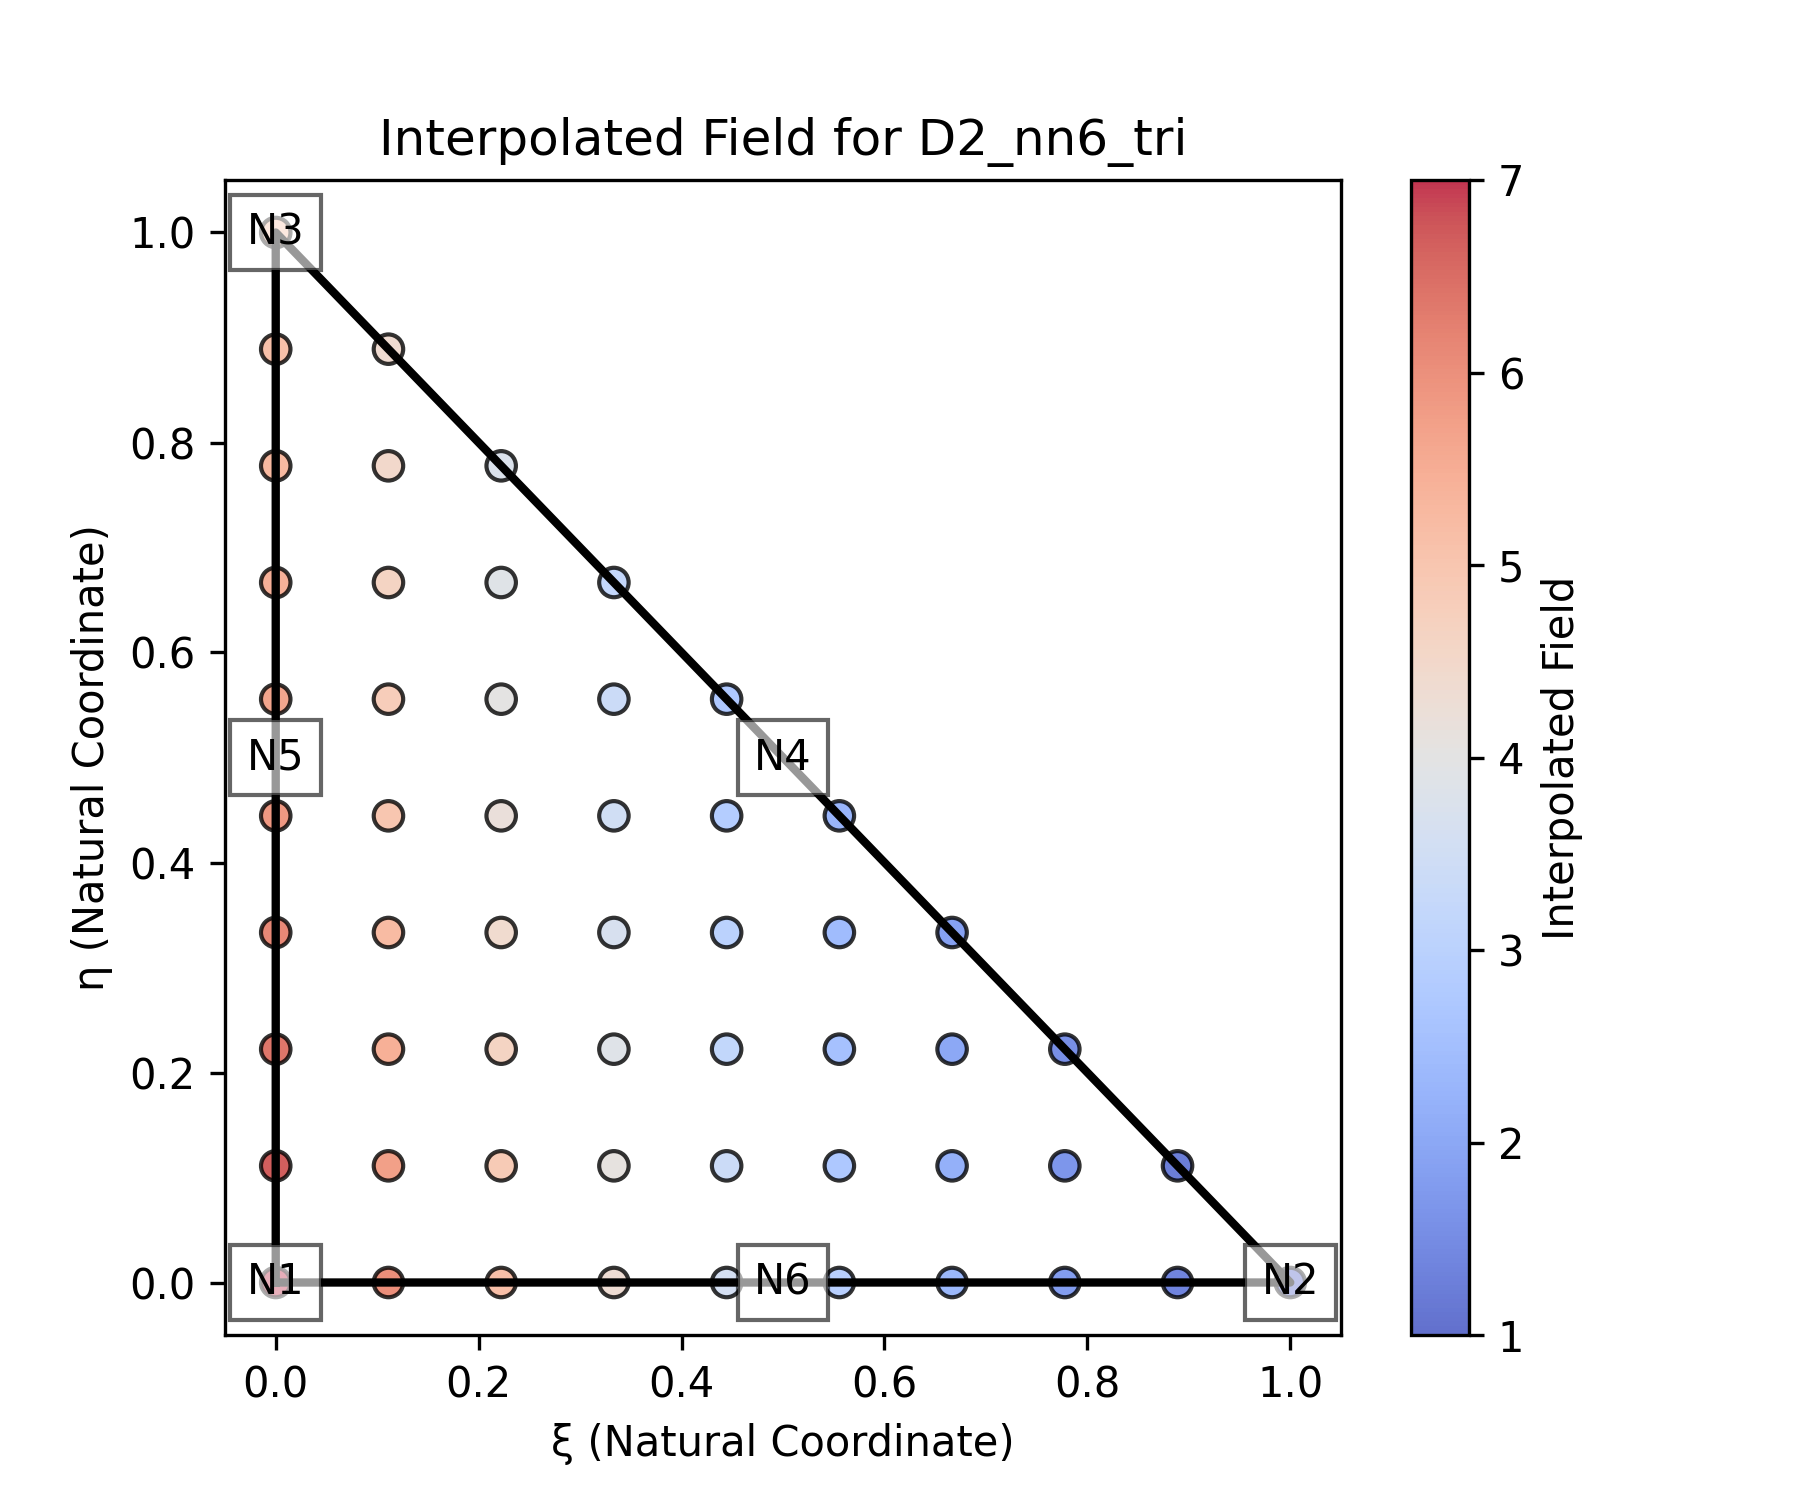 Interpolated Field for D2_nn6_tri
N3
N5
N4
N1
N6
N2
1.0
0.8
0.6
0.4
0.2
0.0
η (Natural Coordinate)
0.0 0.2 0.4 0.6 0.8 1.0
ξ (Natural Coordinate)
7
6
5
4
3
2
1
Interpolated Field